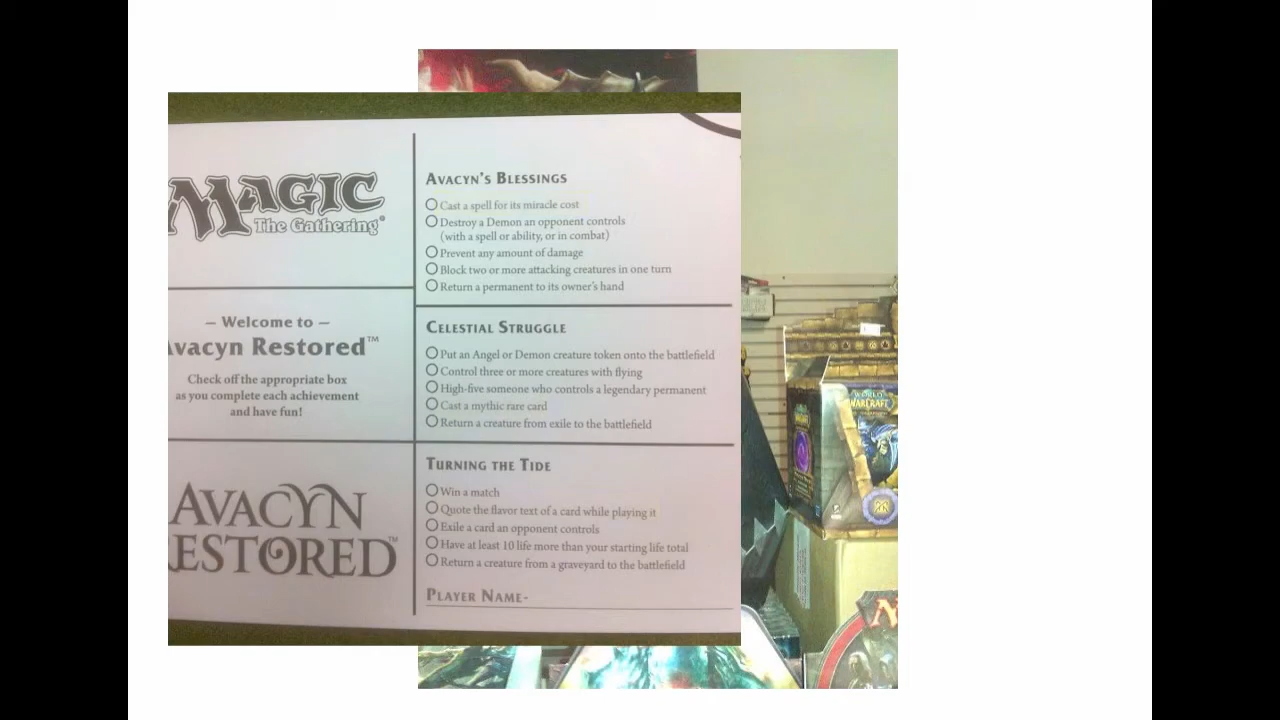 MAGIC
The Gathering®
– Welcome to –
Avacyn Restored™
Check off the appropriate box
as you complete each achievement
and have fun!
AVACYN
RESTORED™
AVACYN'S BLESSINGS
Cast a spell for its miracle cost
Destroy a Demon an opponent controls
(with a spell or ability, or in combat)
Prevent any amount of damage
Block two or more attacking creatures in one turn
Return a permanent to its owner's hand
CELESTIAL STRUGGLE
Put an Angel or Demon creature token onto the battlefield
Control three or more creatures with flying
High-five someone who controls a legendary permanent
Cast a mythic rare card
Return a creature from exile to the battlefield
TURNING THE TIDE
Win a match
Quote the flavor text of a card while playing it
Exile a card an opponent controls
Have at least 10 life more than your starting life total
Return a creature from a graveyard to the battlefield
PLAYER NAME-
WORLD
WARCRAFT